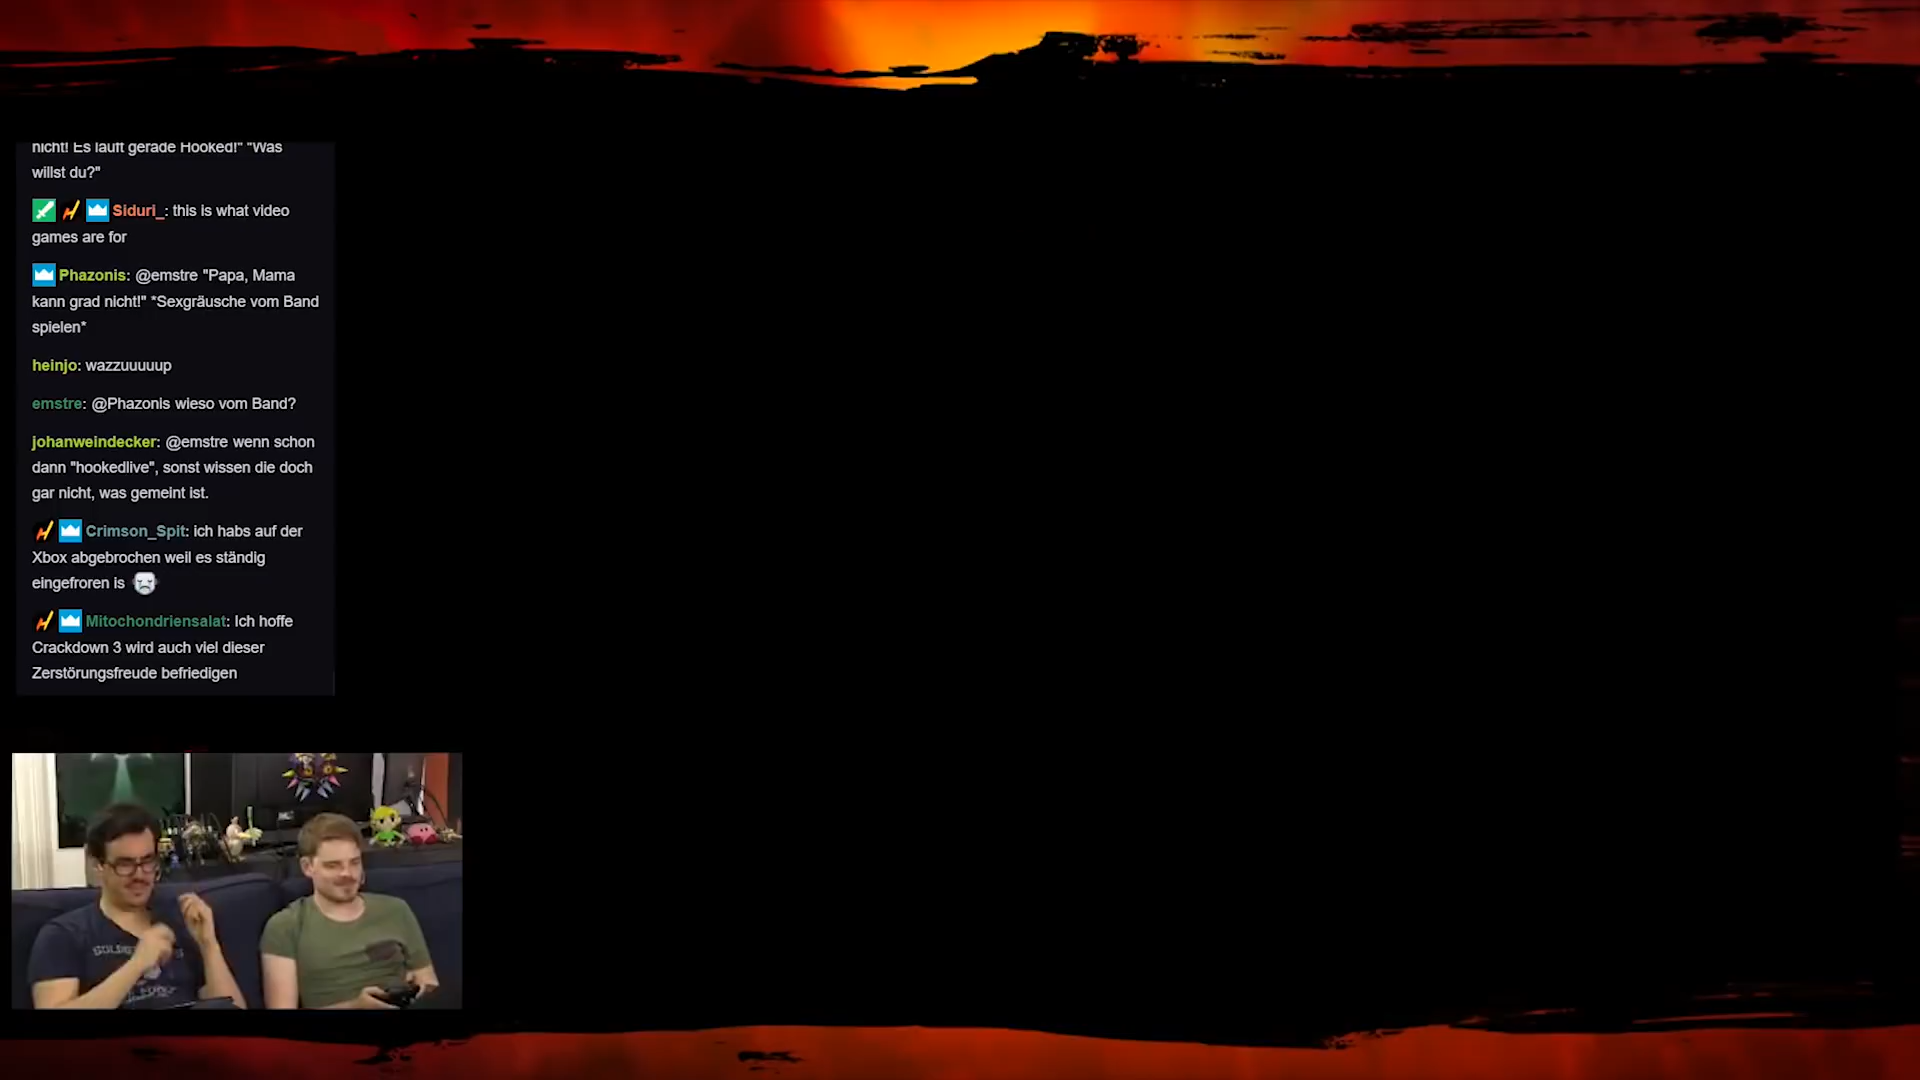 nicht! Es läuft gerade Hooked!" "Was
willst du?"
Siduri_: this is what video
games are for
Phazonis: @emstre "Papa, Mama
kann grad nicht!" *Sexgräusche vom Band
spielen*
heinjo: wazzuuuuup
emstre: @Phazonis wieso vom Band?
johanweindecker: @emstre wenn schon
dann "hookedlive", sonst wissen die doch
gar nicht, was gemeint ist.
Crimson_Spit: ich habs auf der
Xbox abgebrochen weil es ständig
eingefroren is
Mitochondriensalat: Ich hoffe
Crackdown 3 wird auch viel dieser
Zerstörungsfreude befriedigen